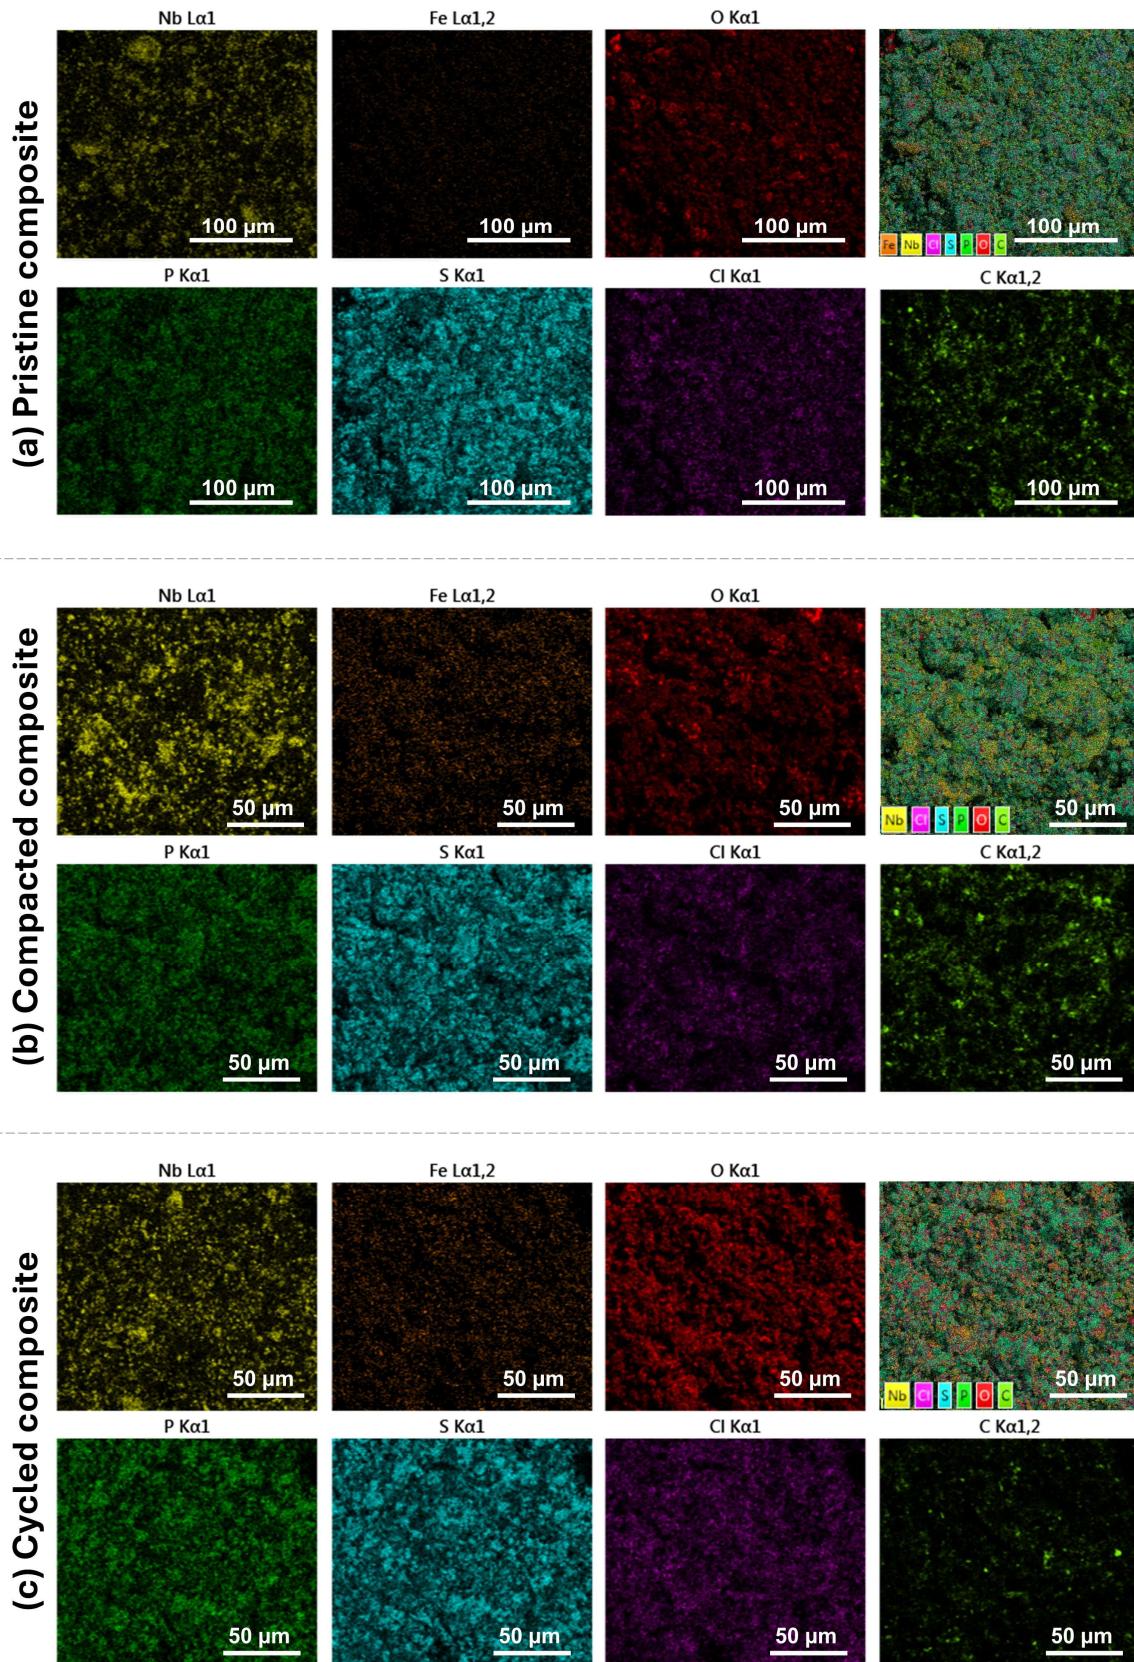 (a) Pristine composite
Nb Lα1
Fe Lα1,2
O Kα1
100 µm
100 µm
100 µm
Fe Nb Cl S P O C
100 µm
P Kα1
S Kα1
Cl Kα1
C Kα1,2
100 µm
100 µm
100 µm
100 µm
(b) Compacted composite
Nb Lα1
Fe Lα1,2
O Kα1
50 µm
50 µm
50 µm
Nb Cl S P O C
50 µm
P Kα1
S Kα1
Cl Kα1
C Kα1,2
50 µm
50 µm
50 µm
50 µm
(c) Cycled composite
Nb Lα1
Fe Lα1,2
O Kα1
50 µm
50 µm
50 µm
Nb Cl S P O C
50 µm
P Kα1
S Kα1
Cl Kα1
C Kα1,2
50 µm
50 µm
50 µm
50 µm